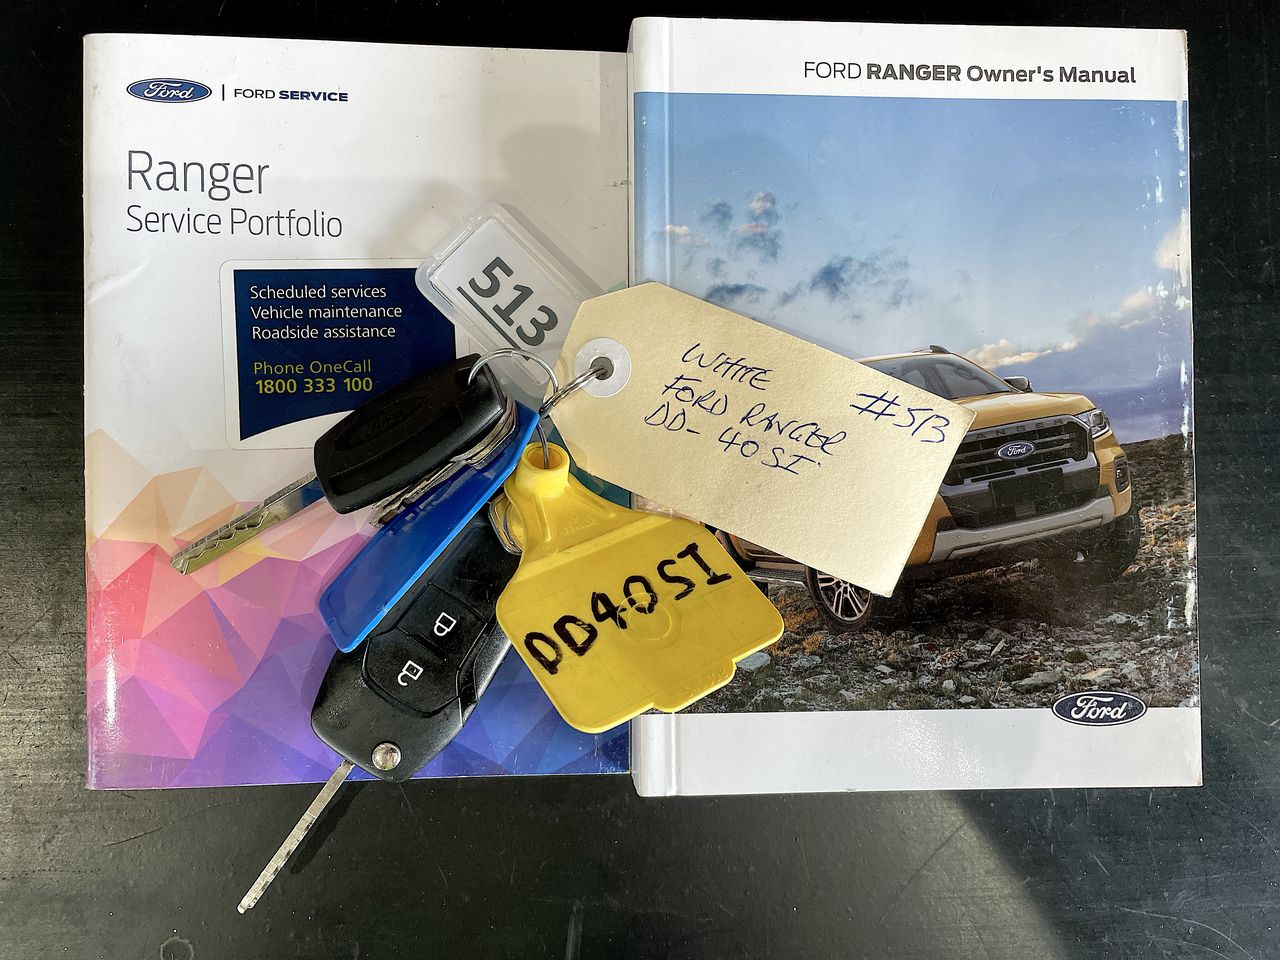 Ford | FORD SERVICE
Ranger
Service Portfolio
Scheduled services
Vehicle maintenance
Roadside assistance
Phone OneCall
1800 333 100
FORD RANGER Owner's Manual
RANGER
Ford
Ford
513
WHITE
FORD RANGER
DD-40SI.
#513
DD40SI